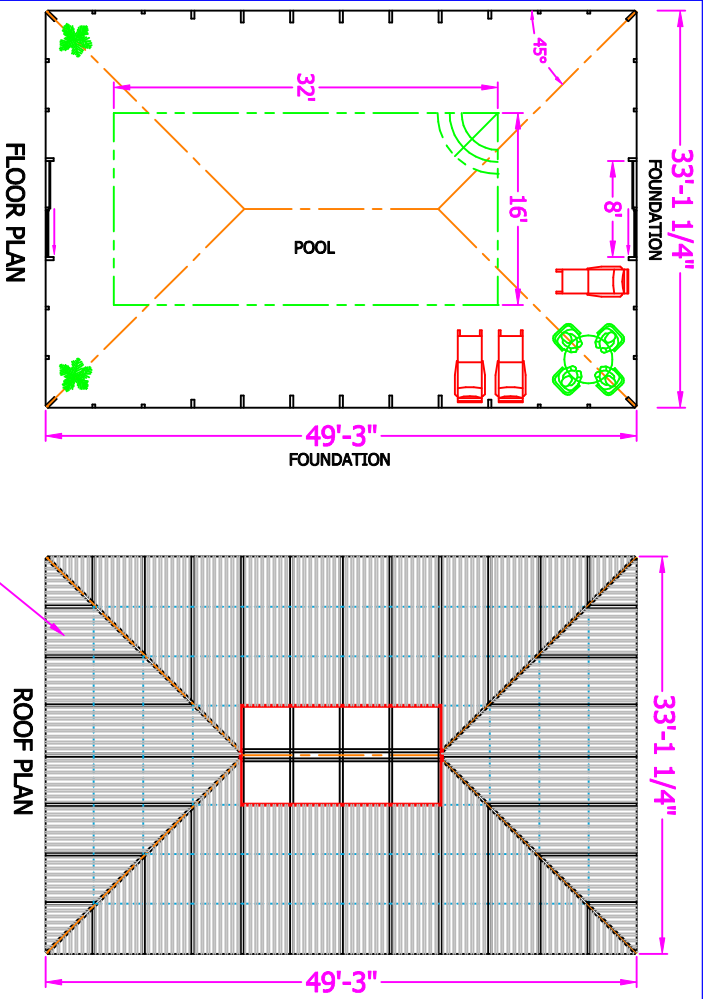 45°
32'
33'-1 1/4"
FOUNDATION
8'
16'
POOL
FLOOR PLAN
49'-3"
FOUNDATION
33'-1 1/4"
ROOF PLAN
49'-3"